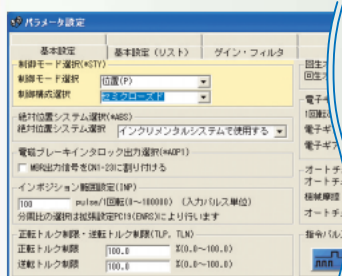 パラメータ設定
基本設定 基本設定(リスト) ゲイン・フィルタ
制御モード選択(*STY)
制御モード選択 位置(P)
制御構成選択 セミクローズド
絶対位置システム選択(*ABS)
絶対位置システム選択 インクリメンタルシステムで使用する
電磁ブレーキインタロック出力選択(*AOP1)
MBR出力信号をCN1-23に割り付ける
インポジション範囲設定(INP)
100 pulse/1回転(0~100000) (入力パルス単位)
分周比の選択は拡張設定PC19(ENRS)により行います
正転トルク制限・逆転トルク制限(TLP、TLN)
正転トルク制限 100.0 %(0.0~100.0)
逆転トルク制限 100.0 %(0.0~100.0)
回生オ
回生オ
電子ギ
1回転
電子ギ
電子ギ
オートチ
オートチ
機械摩擦
オートチ
指令パル